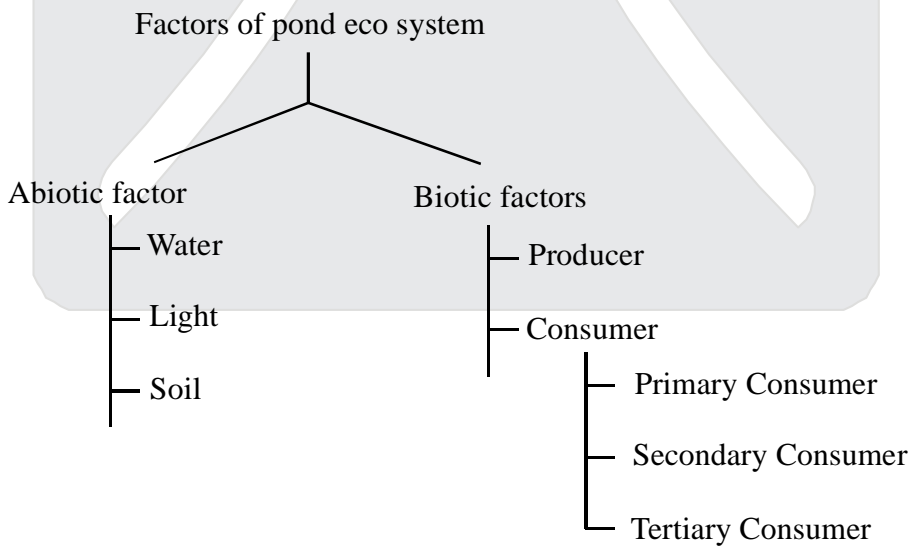 Factors of pond eco system
Abiotic factor
Water
Light
Soil
Biotic factors
Producer
Consumer
Primary Consumer
Secondary Consumer
Tertiary Consumer